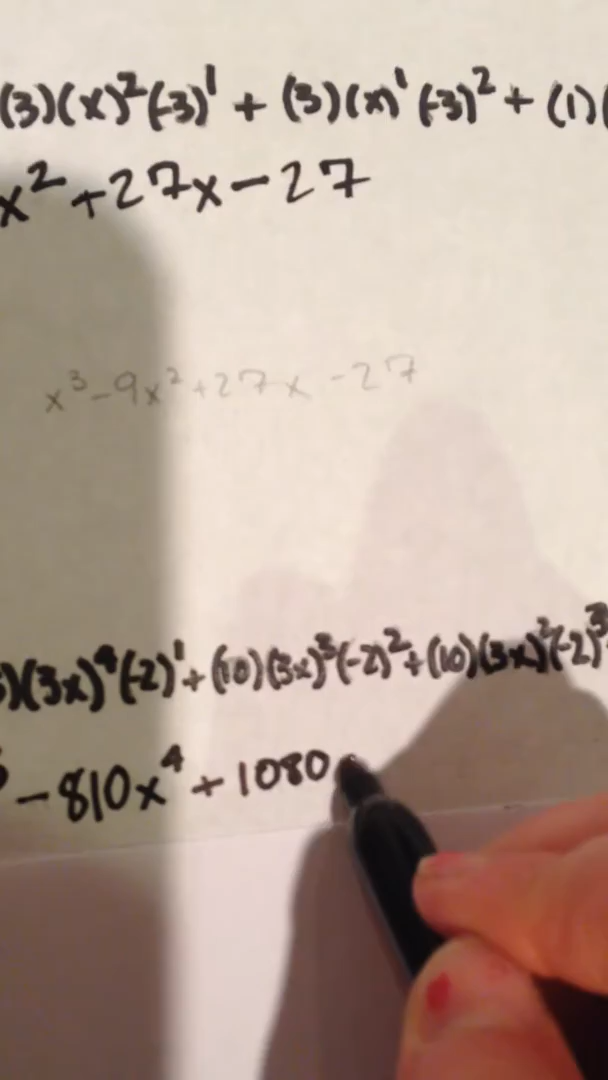 (3)(x)²(-3)¹ + (3)(x)¹(-3)² + (1)(
x² + 27x - 27
x³ - 9x² + 27x - 27
)(3x)⁴(-2)¹ + (10)(3x)³(-2)² + (10)(3x)²(-2)³
- 810x⁴ + 1080